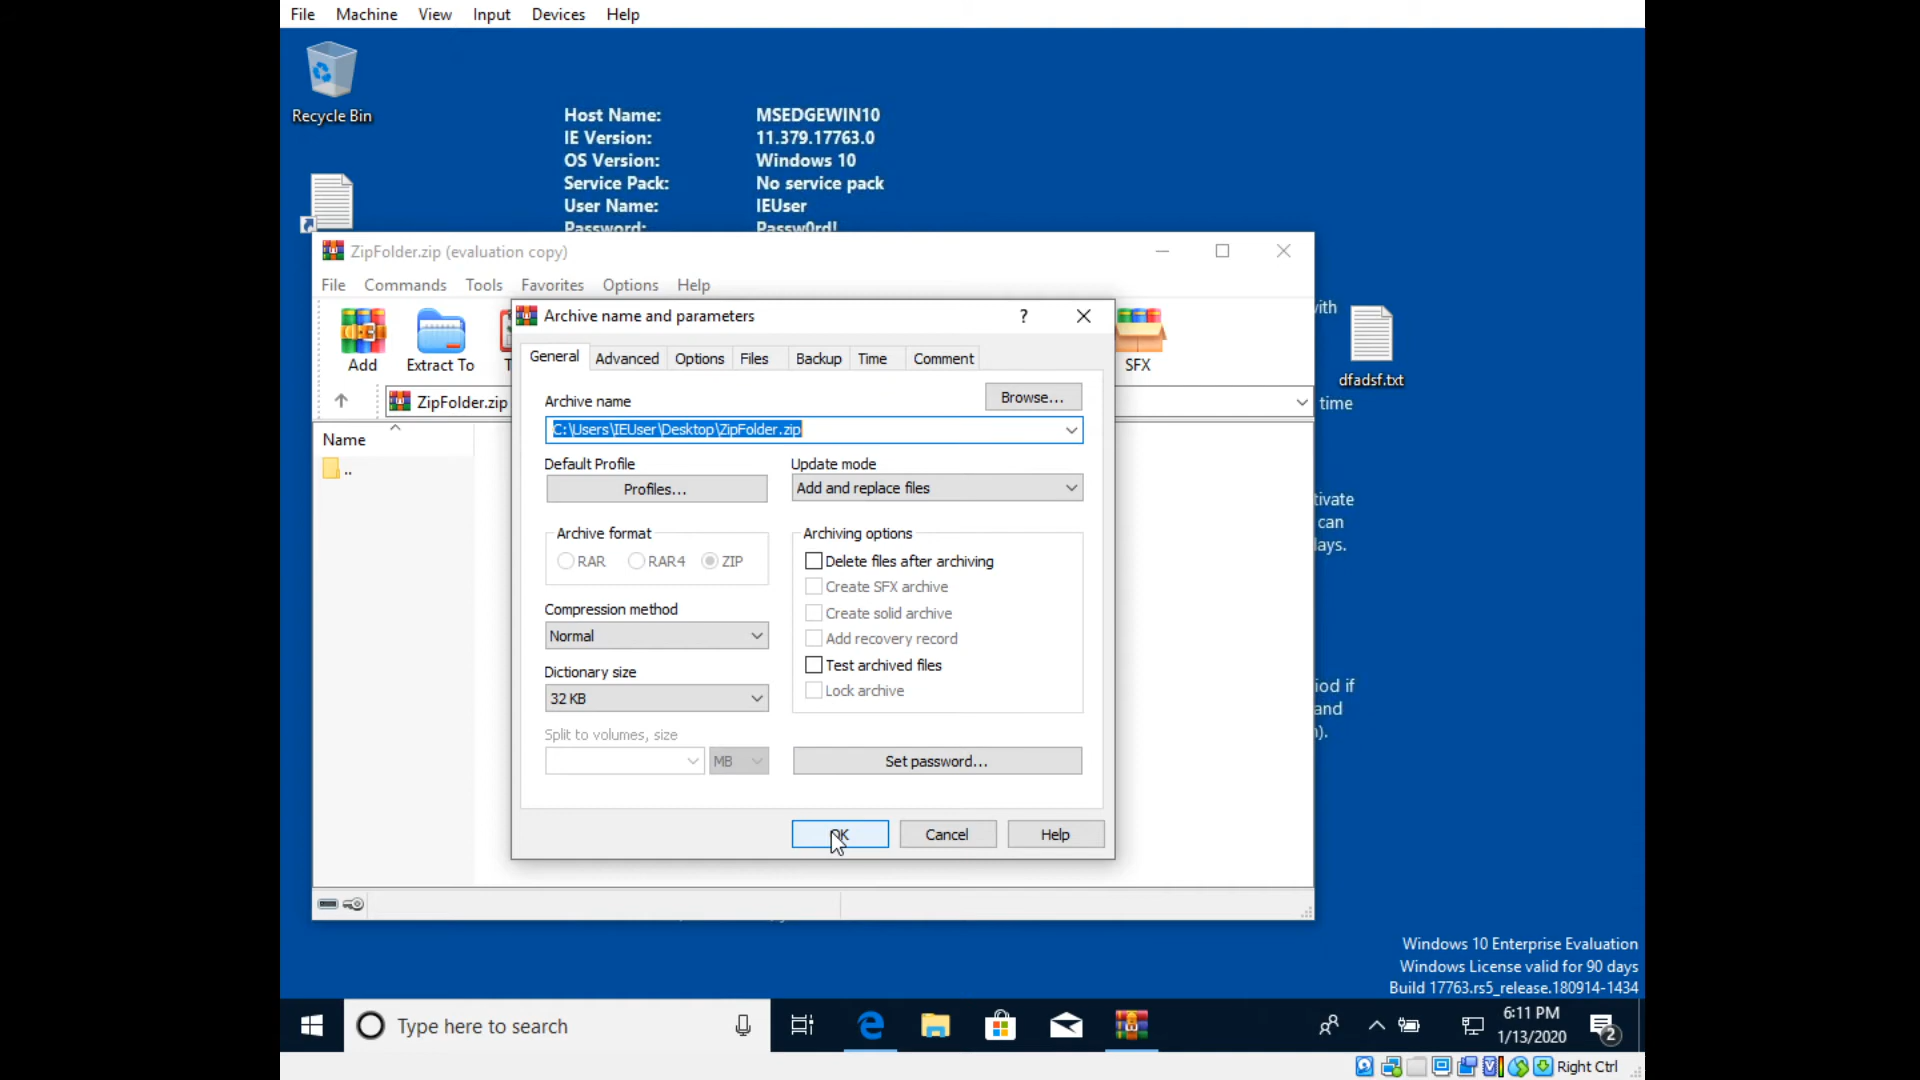 File Machine View Input Devices Help
Recycle Bin
Host Name: MSEDGEWIN10
IE Version: 11.379.17763.0
OS Version: Windows 10
Service Pack: No service pack
User Name: IEUser
Password: Passw0rd!
ZipFolder.zip (evaluation copy)
File Commands Tools Favorites Options Help
Add Extract To SFX
ZipFolder.zip
Name
..
Archive name and parameters
?
General Advanced Options Files Backup Time Comment
Archive name
Browse...
C:\Users\IEUser\Desktop\ZipFolder.zip
Default Profile
Profiles...
Update mode
Add and replace files
Archive format
RAR RAR4 ZIP
Compression method
Normal
Dictionary size
32 KB
Split to volumes, size
MB
Archiving options
Delete files after archiving
Create SFX archive
Create solid archive
Add recovery record
Test archived files
Lock archive
Set password...
OK Cancel Help
dfadsf.txt
time
can
and
Windows 10 Enterprise Evaluation
Windows License valid for 90 days
Build 17763.rs5_release.180914-1434
Type here to search
6:11 PM
1/13/2020
2
Right Ctrl